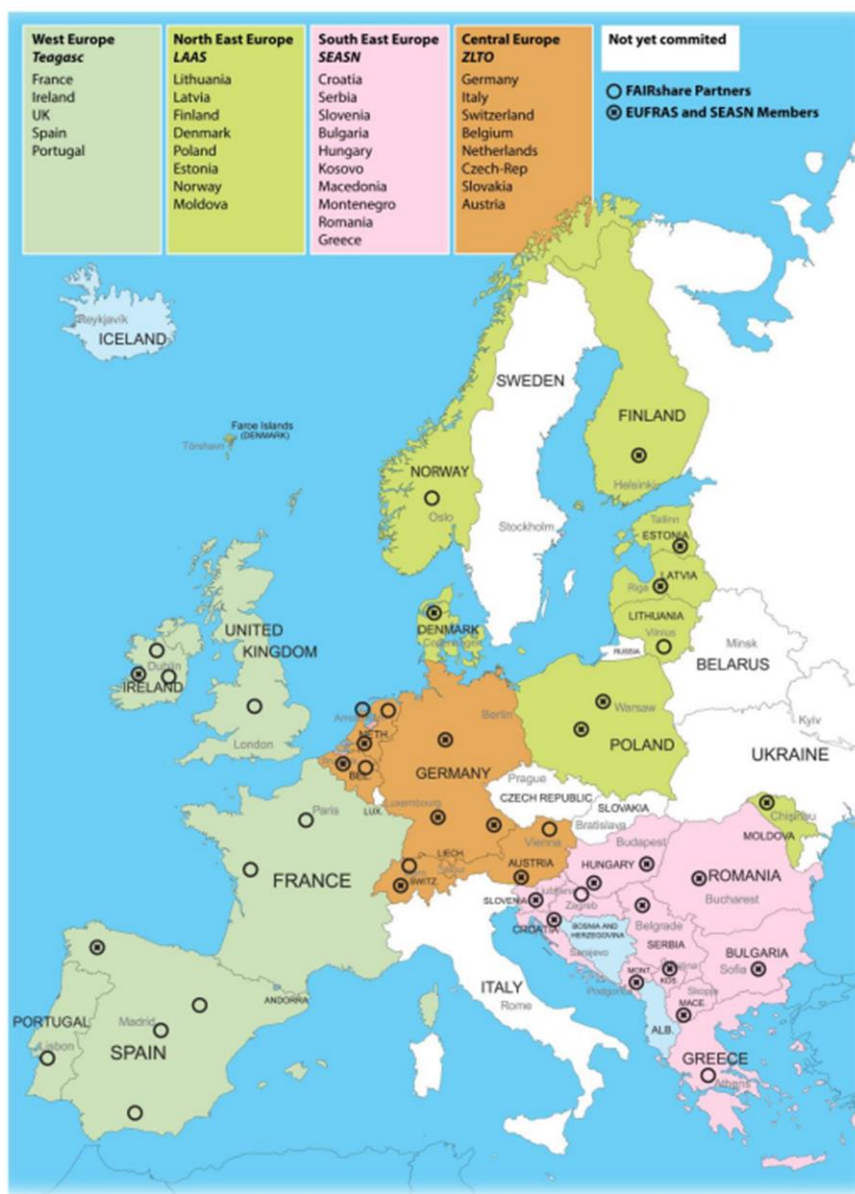 West Europe
Teagasc
France
Ireland
UK
Spain
Portugal
North East Europe
LAAS
Lithuania
Latvia
Finland
Denmark
Poland
Estonia
Norway
Moldova
South East Europe
SEASN
Croatia
Serbia
Slovenia
Bulgaria
Hungary
Kosovo
Macedonia
Montenegro
Romania
Greece
Central Europe
ZLTO
Germany
Italy
Switzerland
Belgium
Netherlands
Czech-Rep
Slovakia
Austria
Not yet commited
FAIRshare Partners
EUFRAS and SEASN Members
Reykjavík
ICELAND
SWEDEN
FINLAND
Faroe Islands
(DENMARK)
Tórshavn
NORWAY
Oslo
Helsinki
Stockholm
Tallinn
ESTONIA
Riga
LATVIA
LITHUANIA
Vilnius
RUSSIA
Minsk
BELARUS
DENMARK
Copenhagen
UNITED
KINGDOM
Dublin
IRELAND
London
NETH.
BEL.
Berlin
GERMANY
Warsaw
POLAND
Kyiv
UKRAINE
Prague
CZECH REPUBLIC
SLOVAKIA
Bratislava
LUX.
Luxembourg
Paris
FRANCE
LIECH.
SWITZ.
Vienna
AUSTRIA
Budapest
HUNGARY
Chişinău
MOLDOVA
ROMANIA
Bucharest
SLOVENIA
Ljubljana
Zagreb
CROATIA
BOSNIA AND
HERZEGOVINA
Sarajevo
Belgrade
SERBIA
BULGARIA
Sofia
MONT.
KOS.
Podgorica
Skopje
MACE.
ALB.
ITALY
Rome
ANDORRA
PORTUGAL
Lisbon
Madrid
SPAIN
GREECE
Athens